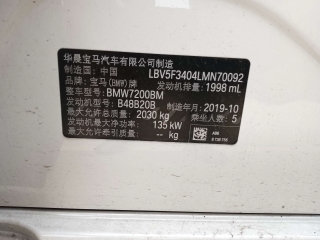 华晨宝马汽车有限公司制造
制造国：中国 LBV5F3404LMN70092
品牌：宝马(BMW)牌 发动机排量：1998 mL
整车型号：BMW7200BM
发动机型号：B48B20B 制造年月：2019-10
最大允许总质量：2030 kg 乘坐人数：5
发动机最大净功率：135 kW
最大允许牵引质量：-- kg